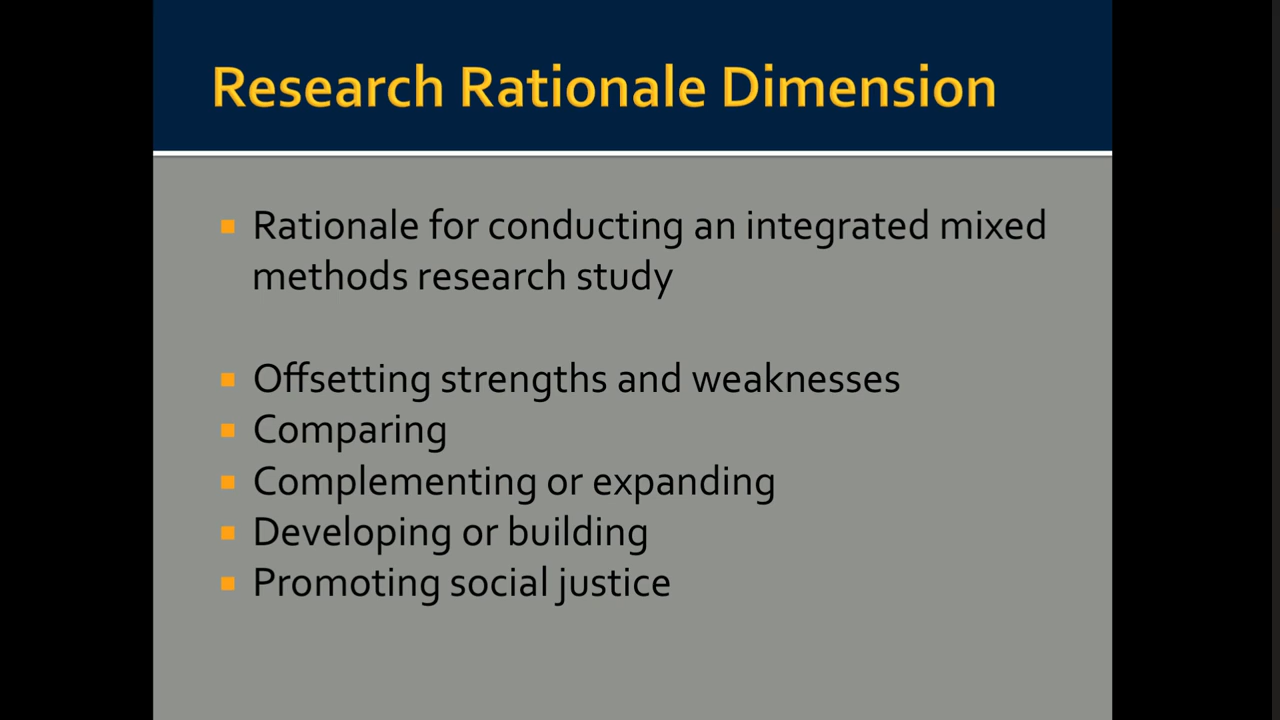 Research Rationale Dimension
Rationale for conducting an integrated mixed
methods research study
Offsetting strengths and weaknesses
Comparing
Complementing or expanding
Developing or building
Promoting social justice